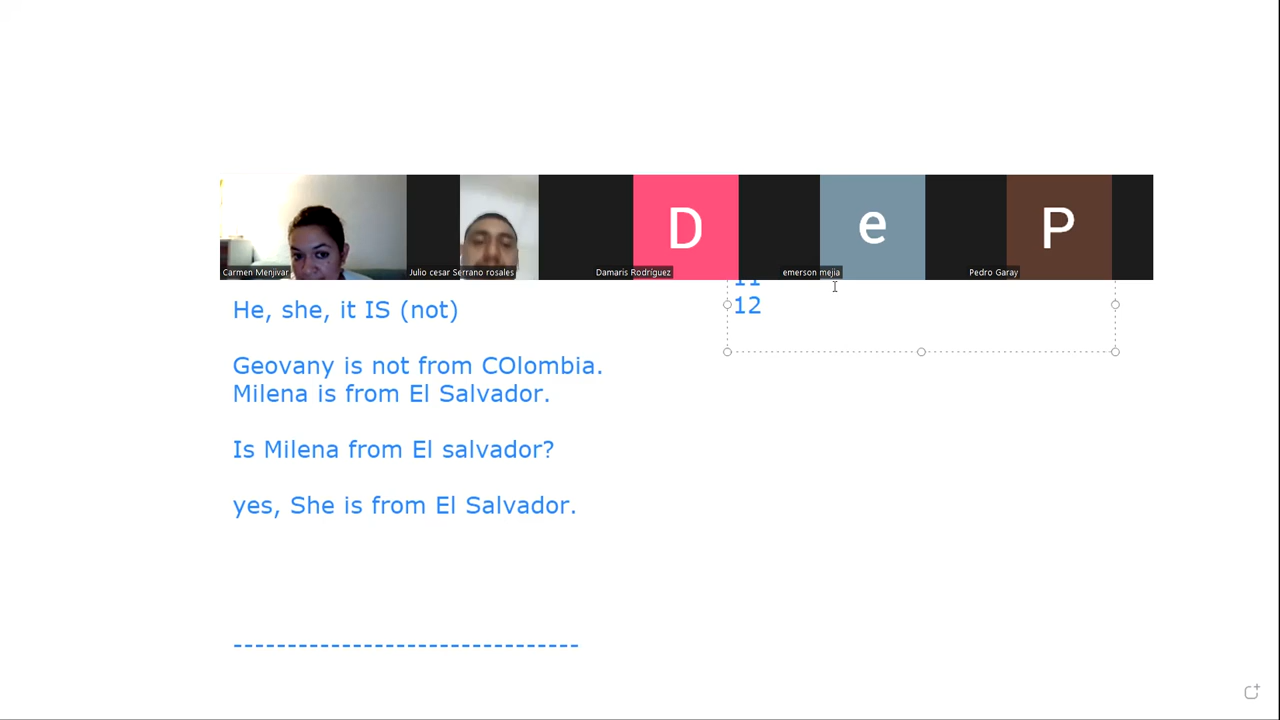 D
e
P
Carmen Menjivar
Julio cesar Serrano rosales
Damaris Rodríguez
emerson mejia
Pedro Garay
He, she, it IS (not)
Geovany is not from COlombia.
Milena is from El Salvador.
Is Milena from El salvador?
yes, She is from El Salvador.
-------------------------------
12